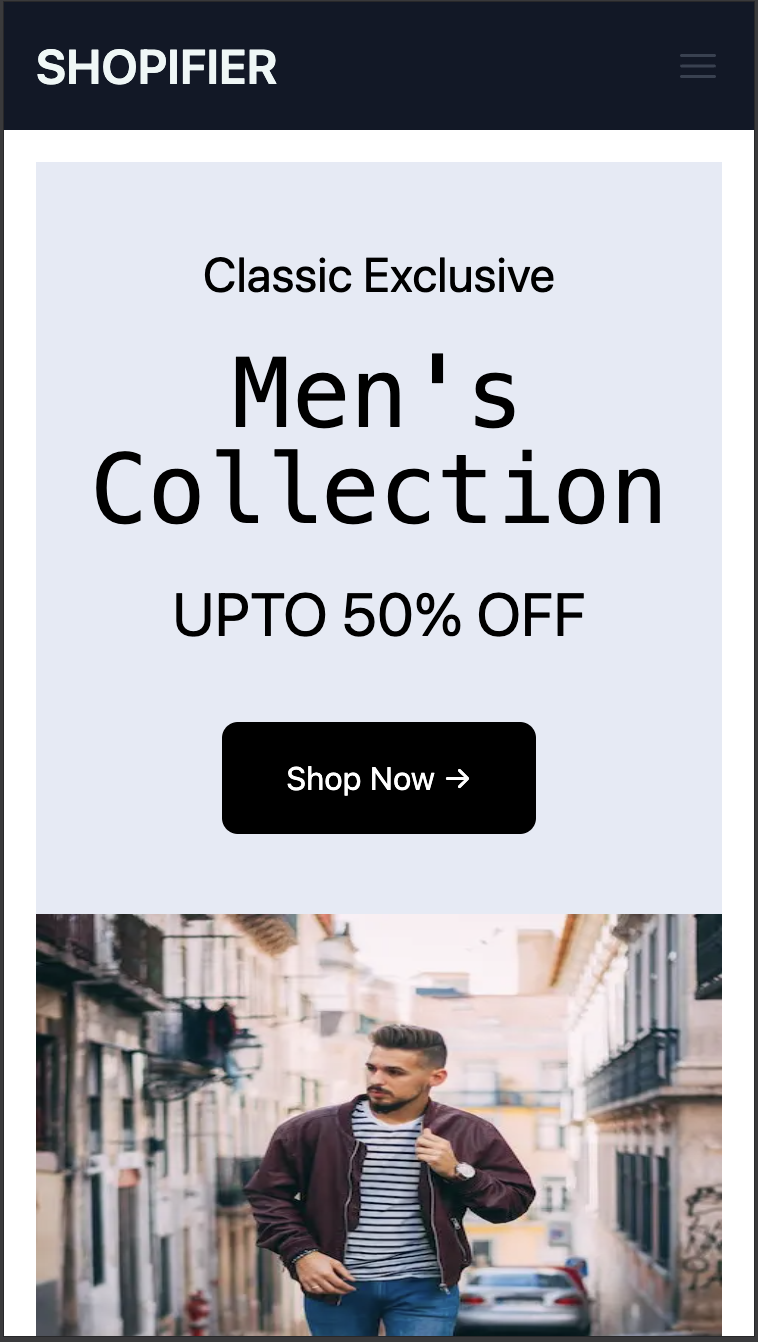 SHOPIFIER
Classic Exclusive
Men's
Collection
UPTO 50% OFF
Shop Now →